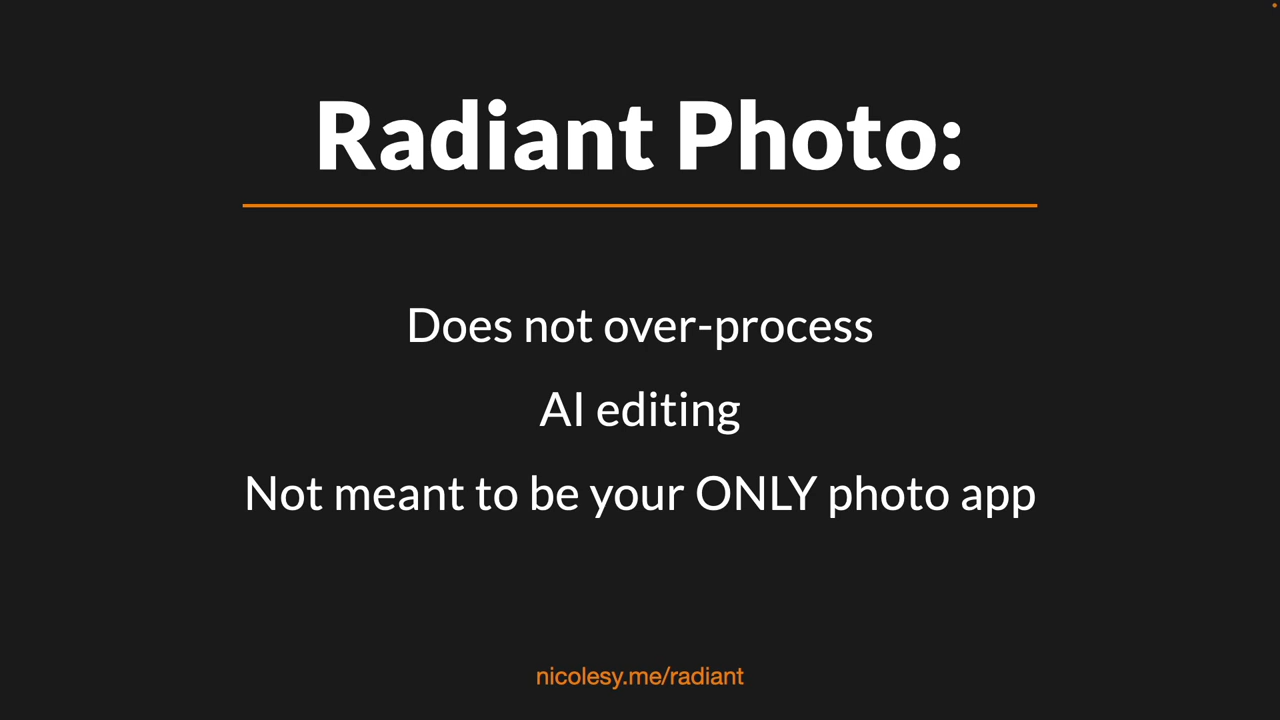 Radiant Photo:
Does not over-process
AI editing
Not meant to be your ONLY photo app
nicolesy.me/radiant